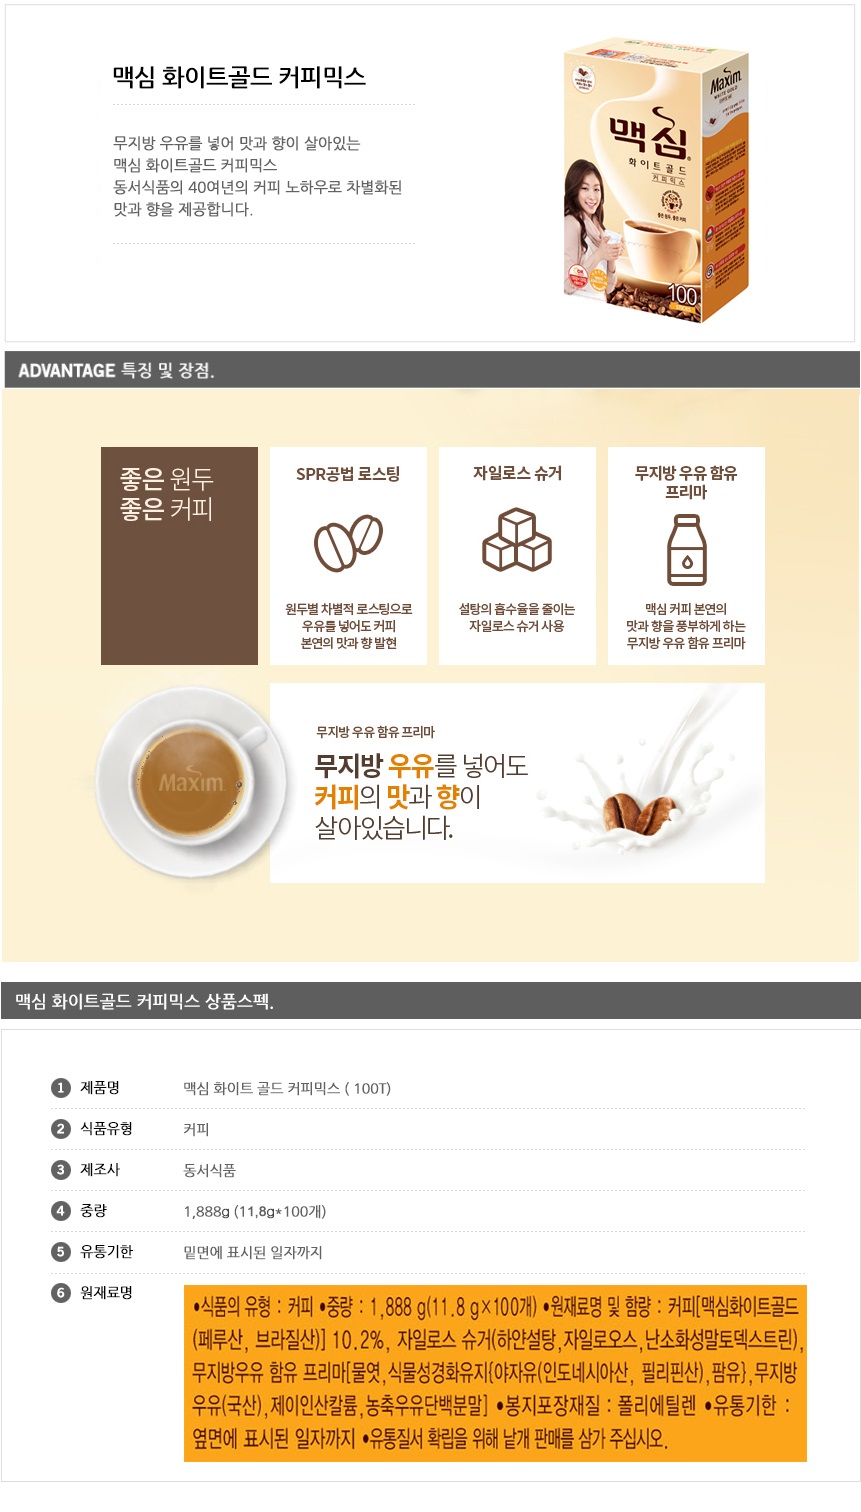 맥심 화이트골드 커피믹스
무지방 우유를 넣어 맛과 향이 살아있는
맥심 화이트골드 커피믹스
동서식품의 40여년의 커피 노하우로 차별화된
맛과 향을 제공합니다.
Maxim
WHITE GOLD
맥심
화이트골드
커피믹스
좋은 원두, 좋은 커피
100
ADVANTAGE 특징 및 장점.
좋은 원두
좋은 커피
SPR공법 로스팅
원두별 차별적 로스팅으로
우유를 넣어도 커피
본연의 맛과 향 발현
자일로스 슈거
설탕의 흡수율을 줄이는
자일로스 슈거 사용
무지방 우유 함유
프리마
맥심 커피 본연의
맛과 향을 풍부하게 하는
무지방 우유 함유 프리마
Maxim
무지방 우유 함유 프리마
무지방 우유를 넣어도
커피의 맛과 향이
살아있습니다.
맥심 화이트골드 커피믹스 상품스펙.
1 제품명 맥심 화이트 골드 커피믹스 ( 100T)
2 식품유형 커피
3 제조사 동서식품
4 중량 1,888g (11,8g*100개)
5 유통기한 밑면에 표시된 일자까지
6 원재료명
•식품의 유형 : 커피 •중량 : 1,888 g(11.8 g×100개) •원재료명 및 함량 : 커피[맥심화이트골드
(페루산, 브라질산)] 10.2%, 자일로스 슈거(하얀설탕,자일로오스,난소화성말토덱스트린),
무지방우유 함유 프리마[물엿,식물성경화유지{야자유(인도네시아산, 필리핀산),팜유},무지방
우유(국산),제이인산칼륨,농축우유단백분말] •봉지포장재질 : 폴리에틸렌 •유통기한 :
옆면에 표시된 일자까지 •유통질서 확립을 위해 낱개 판매를 삼가 주십시오.